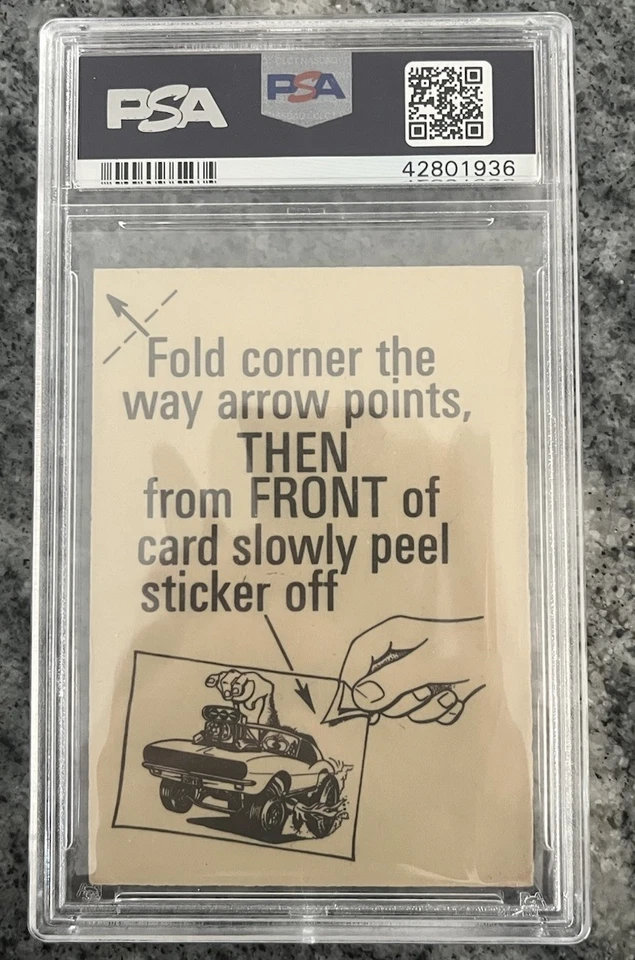 PSA
PSA
42801936
Fold corner the
way arrow points,
THEN
from FRONT of
card slowly peel
sticker off